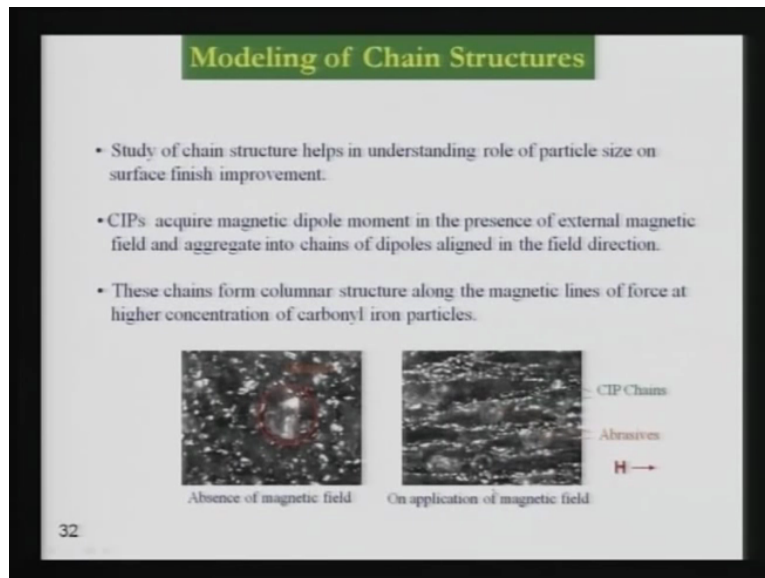 Modeling of Chain Structures
• Study of chain structure helps in understanding role of particle size on
surface finish improvement.
• CIPs acquire magnetic dipole moment in the presence of external magnetic
field and aggregate into chains of dipoles aligned in the field direction.
• These chains form columnar structure along the magnetic lines of force at
higher concentration of carbonyl iron particles.
CIP Chains
Abrasives
H
Absence of magnetic field
On application of magnetic field
32